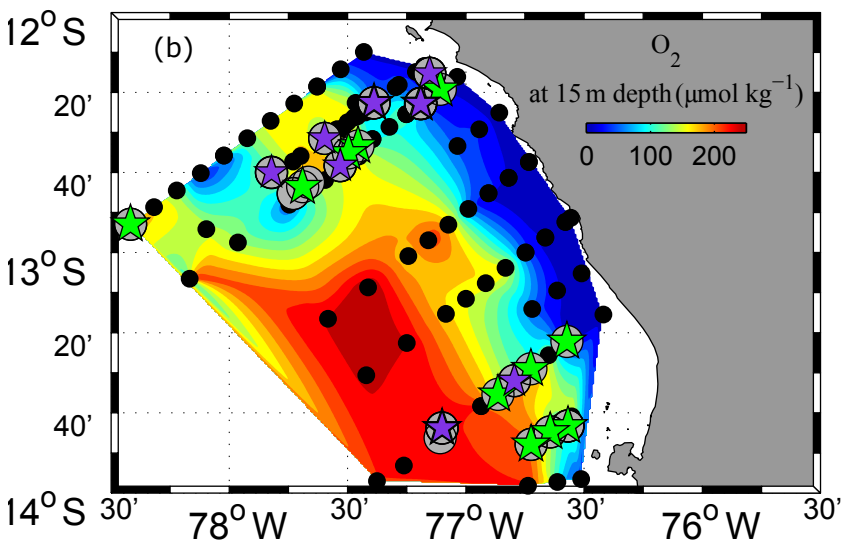 12° S
(b)
O₂
at 15 m depth (μmol kg⁻¹)
0 100 200
20'
40'
13° S
20'
40'
14° S
30' 78° W 30' 77° W 30' 76° W 30'